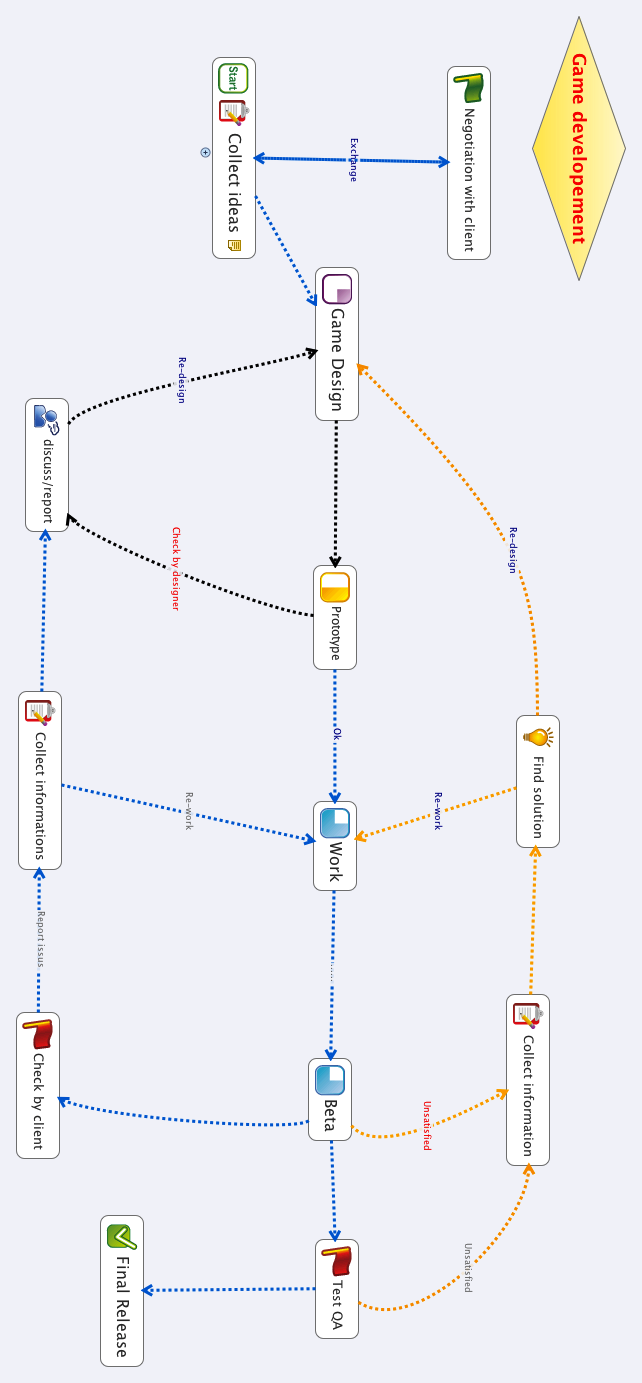 Game developement
Negotiation with client
Exchange
Start
Collect ideas
Game Design
Re-design
discuss/report
Check by designer
Re-design
Prototype
Ok
Find solution
Collect informations
Re-work
Re-work
Work
Report issus
Collect information
Check by client
Beta
Unsatisfied
Unsatisfied
Test QA
Final Release